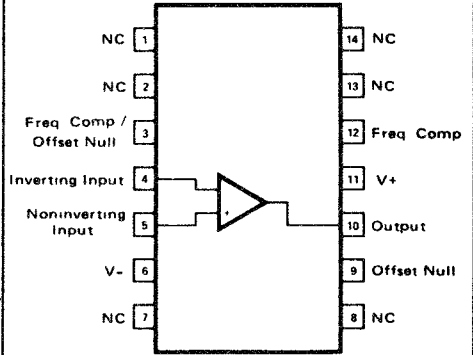 NC 1
NC 2
Freq Comp /
Offset Null 3
Inverting Input 4
Noninverting
Input 5
V- 6
NC 7
+
14 NC
13 NC
12 Freq Comp
11 V+
10 Output
9 Offset Null
8 NC